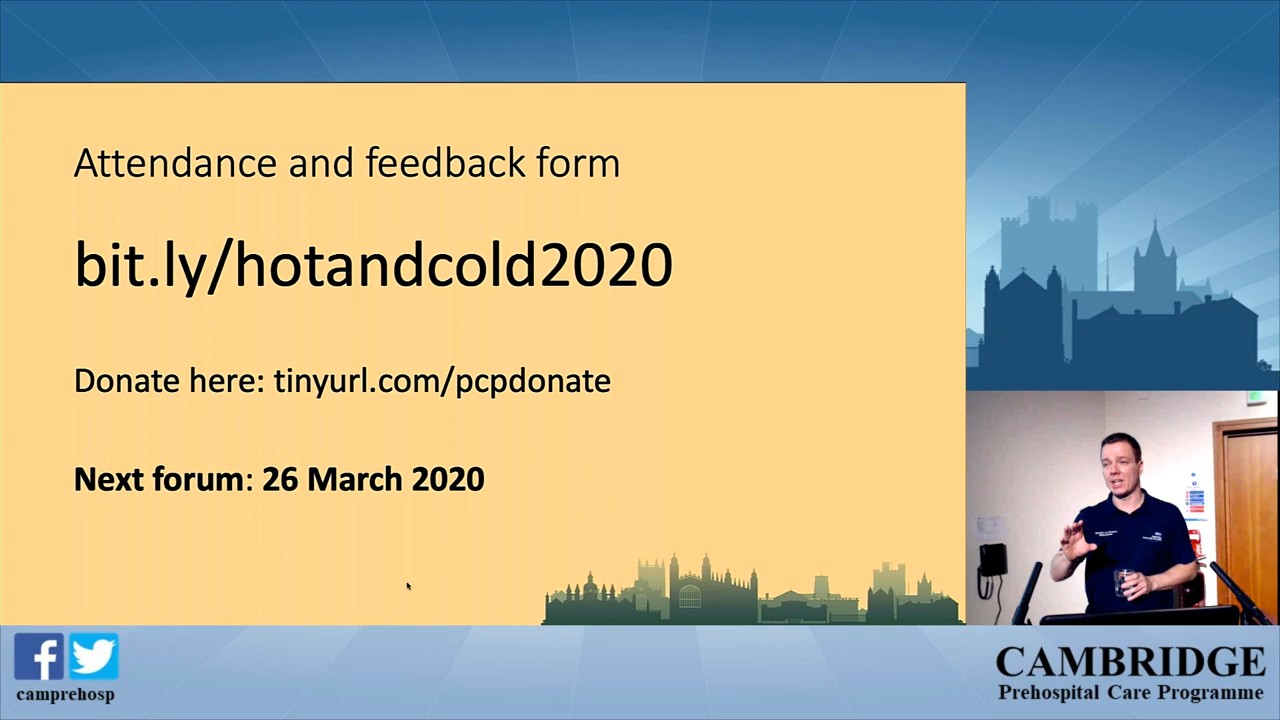 Attendance and feedback form
bit.ly/hotandcold2020
Donate here: tinyurl.com/pcpdonate
Next forum: 26 March 2020
camprehosp
CAMBRIDGE
Prehospital Care Programme